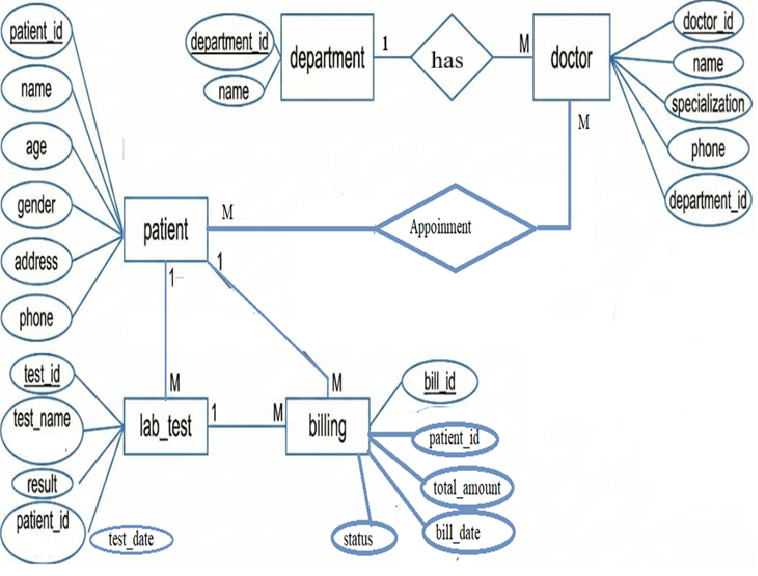 patient_id
name
age
gender
address
phone
department_id
name
department
1
has
M
doctor
doctor_id
name
specialization
phone
department_id
M
patient
M
Appoinment
1
1
M
M
test_id
test_name
result
patient_id
test_date
lab_test
1
M
billing
bill_id
patient_id
total_amount
bill_date
status